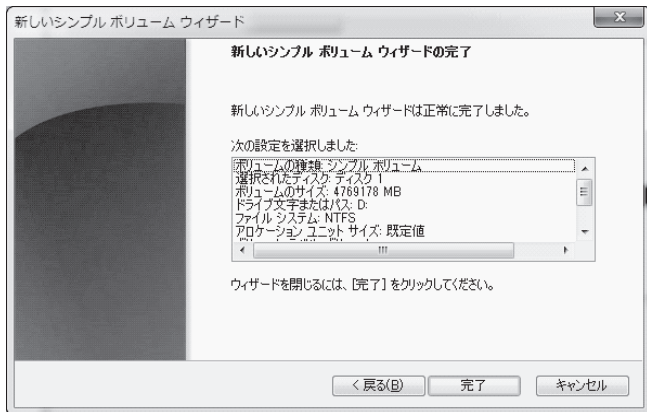 新しいシンプル ボリューム ウィザード
新しいシンプル ボリューム ウィザードの完了
新しいシンプル ボリューム ウィザードは正常に完了しました。
次の設定を選択しました:
ボリュームの種類: シンプル ボリューム
選択されたディスク: ディスク 1
ボリュームのサイズ: 4769178 MB
ドライブ文字またはパス: D:
ファイル システム: NTFS
アロケーション ユニット サイズ: 既定値
ウィザードを閉じるには、[完了] をクリックしてください。
< 戻る(B)
完了
キャンセル